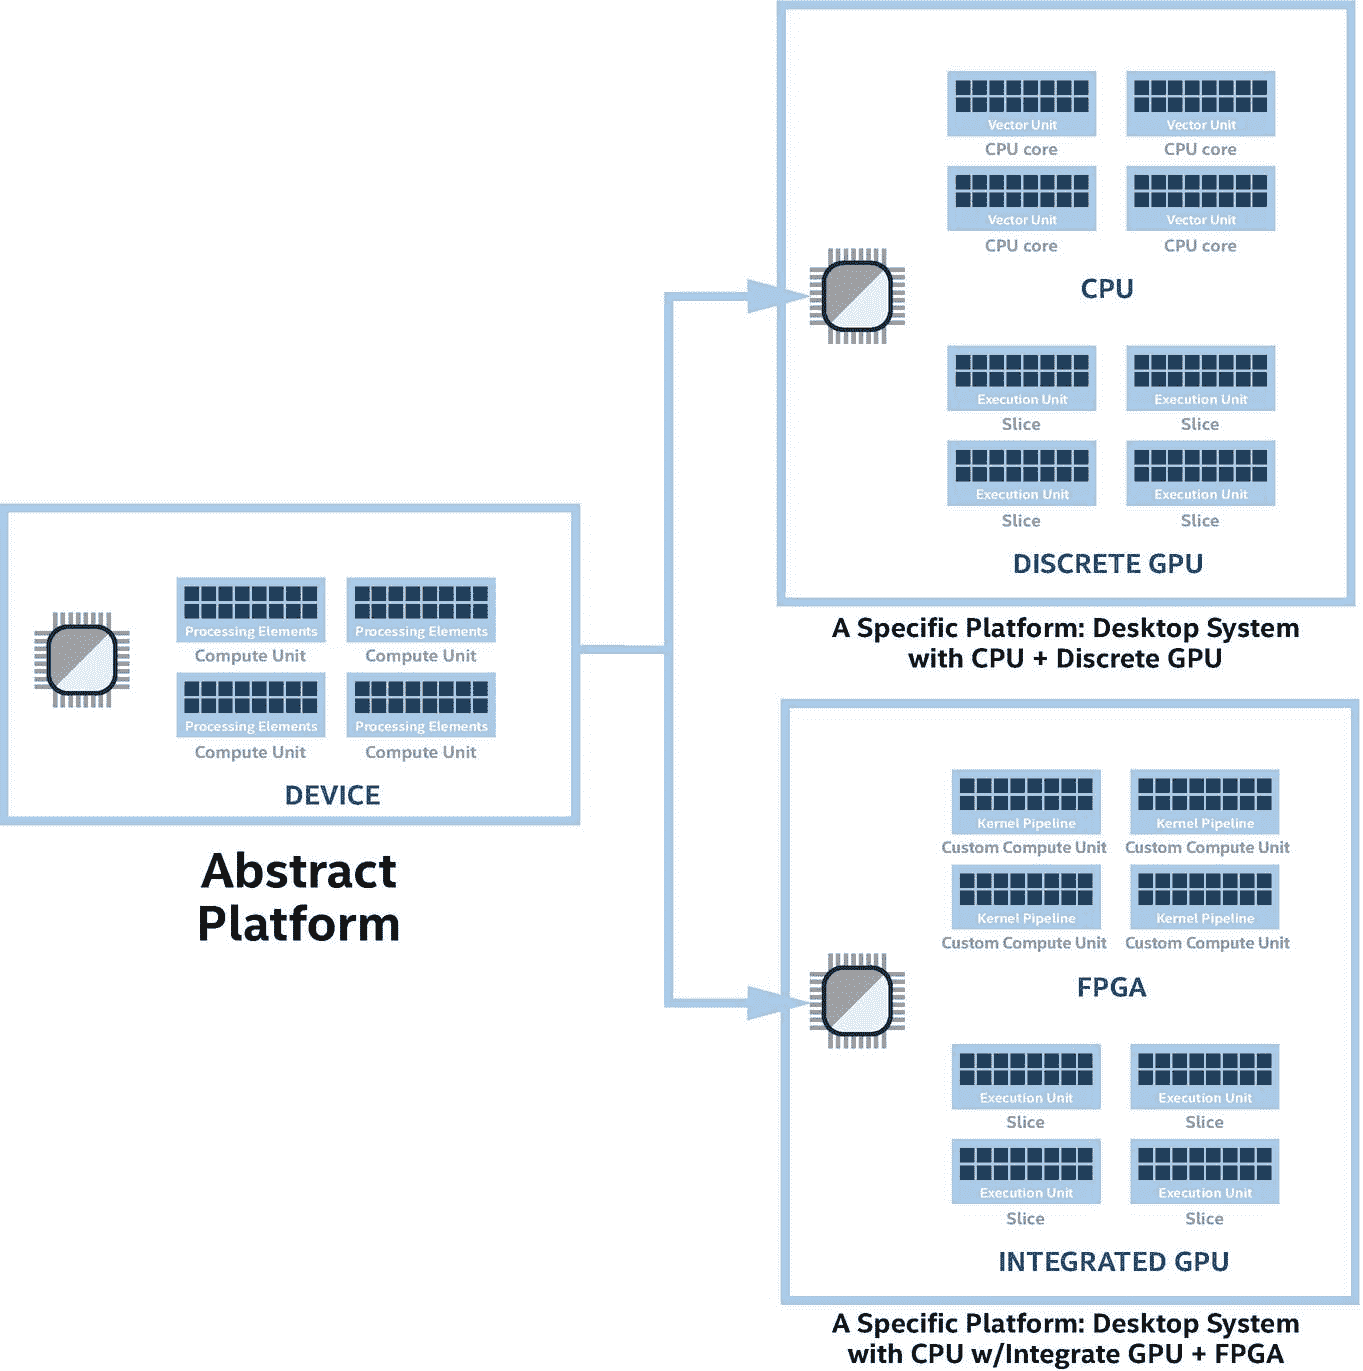 Vector Unit
Vector Unit
CPU core
CPU core
Vector Unit
Vector Unit
CPU core
CPU core
CPU
Execution Unit
Execution Unit
Slice
Slice
Execution Unit
Execution Unit
Slice
Slice
DISCRETE GPU
A Specific Platform: Desktop System
with CPU + Discrete GPU
Processing Elements
Processing Elements
Compute Unit
Compute Unit
Processing Elements
Processing Elements
Compute Unit
Compute Unit
DEVICE
Abstract
Platform
Kernel Pipeline
Kernel Pipeline
Custom Compute Unit
Custom Compute Unit
Kernel Pipeline
Kernel Pipeline
Custom Compute Unit
Custom Compute Unit
FPGA
Execution Unit
Execution Unit
Slice
Slice
Execution Unit
Execution Unit
Slice
Slice
INTEGRATED GPU
A Specific Platform: Desktop System
with CPU w/Integrate GPU + FPGA